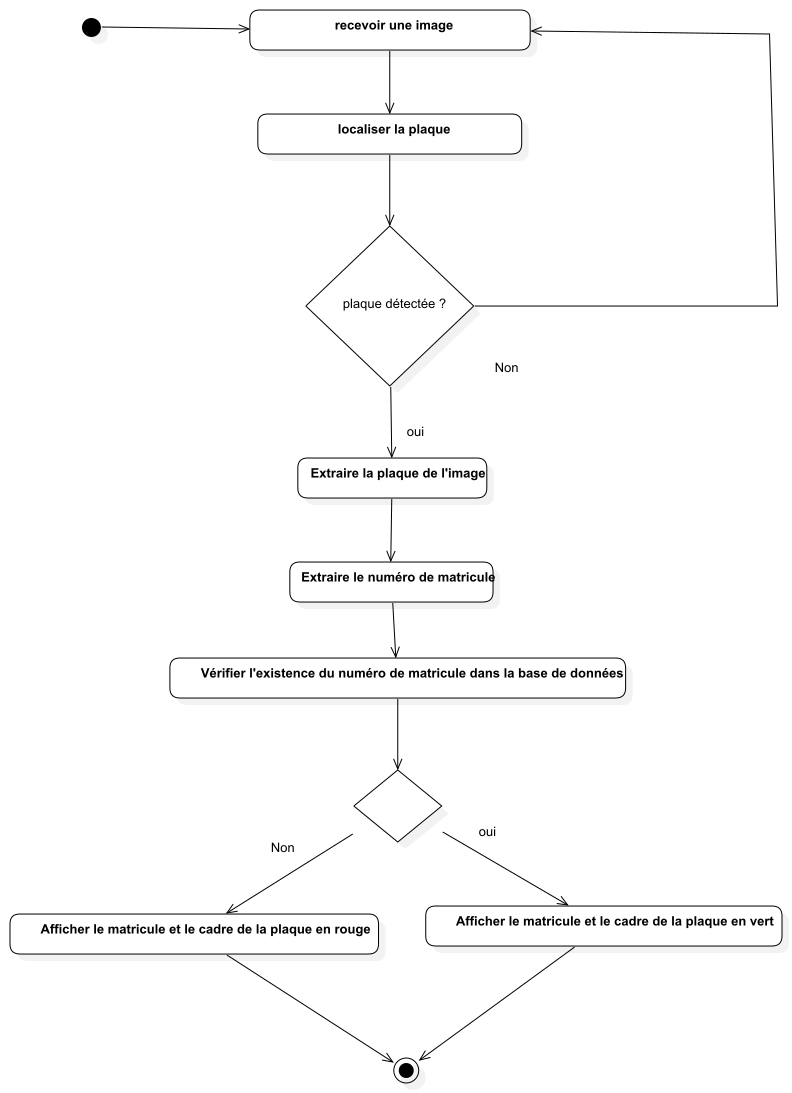 recevoir une image
localiser la plaque
plaque détectée ?
Non
oui
Extraire la plaque de l'image
Extraire le numéro de matricule
Vérifier l'existence du numéro de matricule dans la base de données
Non
oui
Afficher le matricule et le cadre de la plaque en rouge
Afficher le matricule et le cadre de la plaque en vert